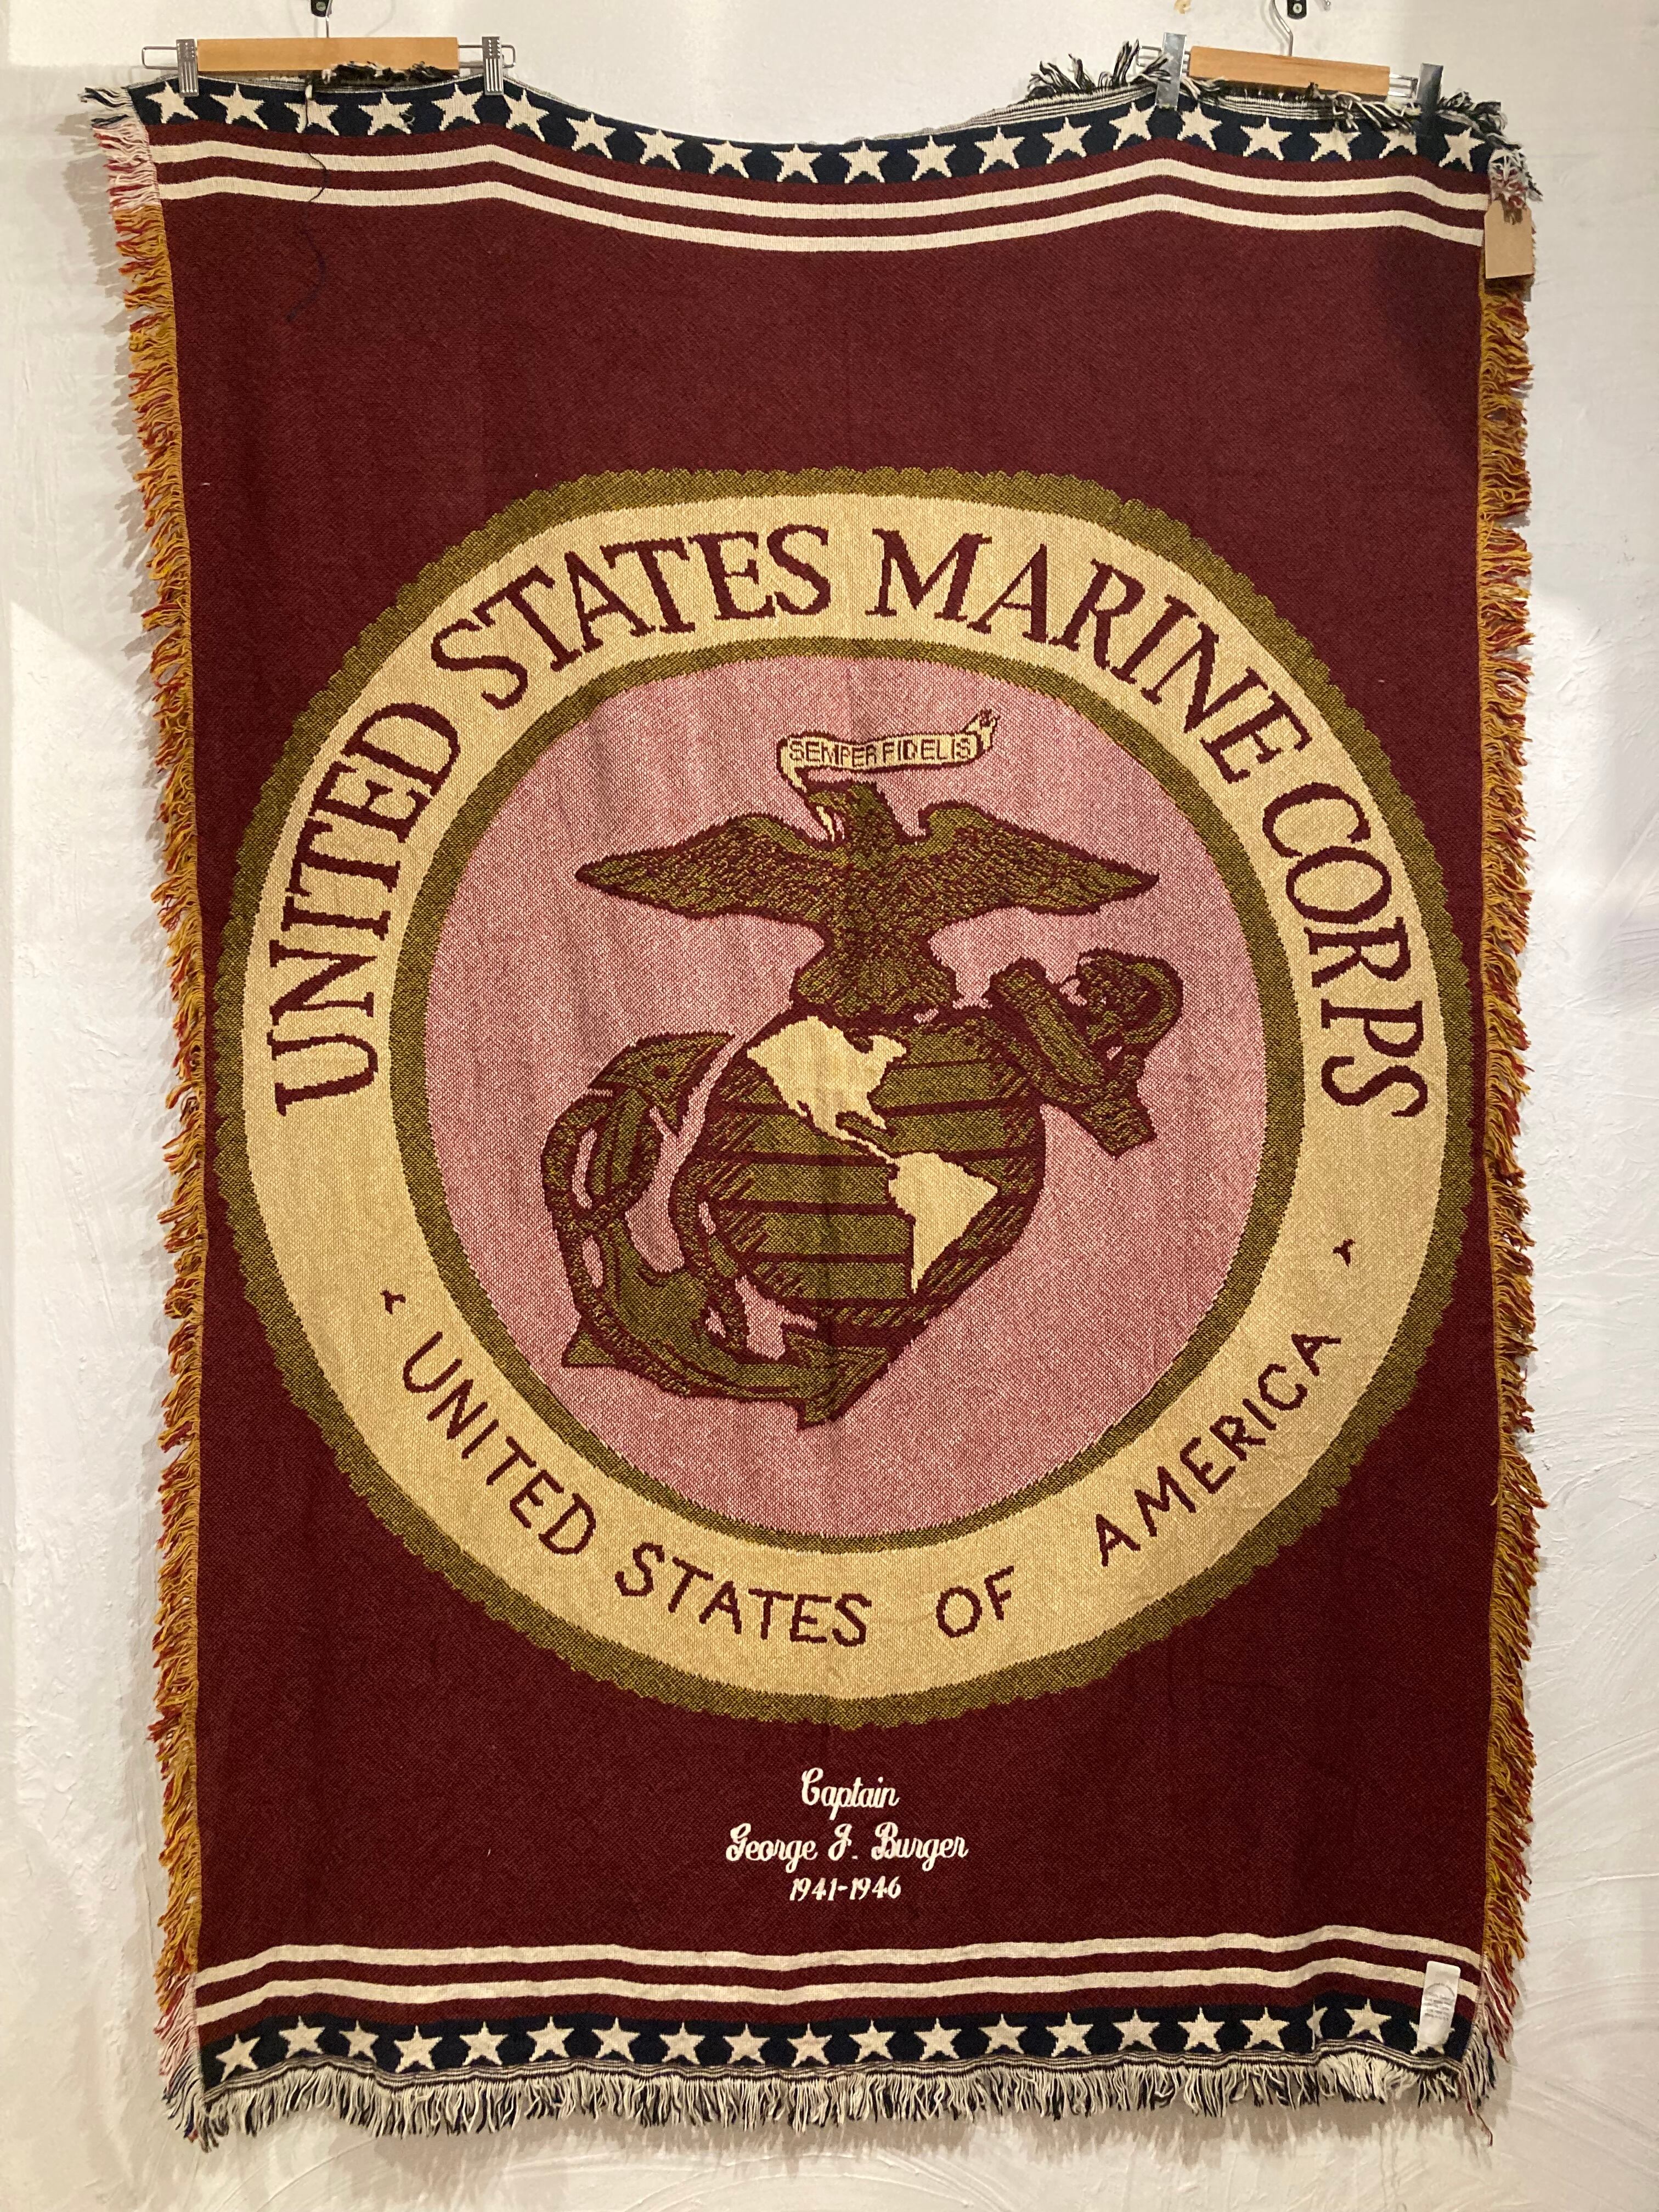 UNITED STATES MARINE CORPS
SEMPER FIDELIS
UNITED STATES OF AMERICA
Captain
George J. Burger
1941-1946